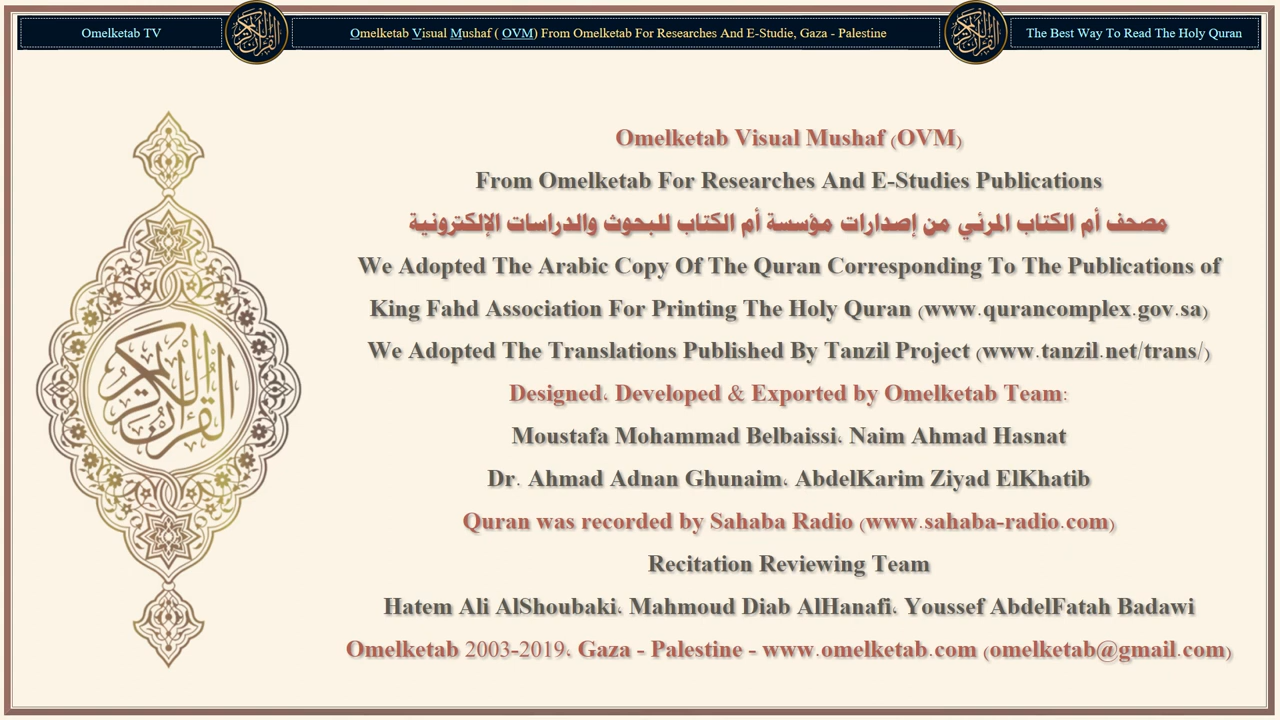 Omelketab TV
Omelketab Visual Mushaf ( OVM) From Omelketab For Researches And E-Studie, Gaza - Palestine
The Best Way To Read The Holy Quran
القرآن الكريم
Omelketab Visual Mushaf (OVM)
From Omelketab For Researches And E-Studies Publications
مصحف أم الكتاب المرئي من إصدارات مؤسسة أم الكتاب للبحوث والدراسات الإلكترونية
We Adopted The Arabic Copy Of The Quran Corresponding To The Publications of
King Fahd Association For Printing The Holy Quran (www.qurancomplex.gov.sa)
We Adopted The Translations Published By Tanzil Project (www.tanzil.net/trans/)
Designed، Developed & Exported by Omelketab Team:
Moustafa Mohammad Belbaissi، Naim Ahmad Hasnat
Dr. Ahmad Adnan Ghunaim، AbdelKarim Ziyad ElKhatib
Quran was recorded by Sahaba Radio (www.sahaba-radio.com)
Recitation Reviewing Team
Hatem Ali AlShoubaki، Mahmoud Diab AlHanafi، Youssef AbdelFatah Badawi
Omelketab 2003-2019، Gaza - Palestine - www.omelketab.com (omelketab@gmail.com)